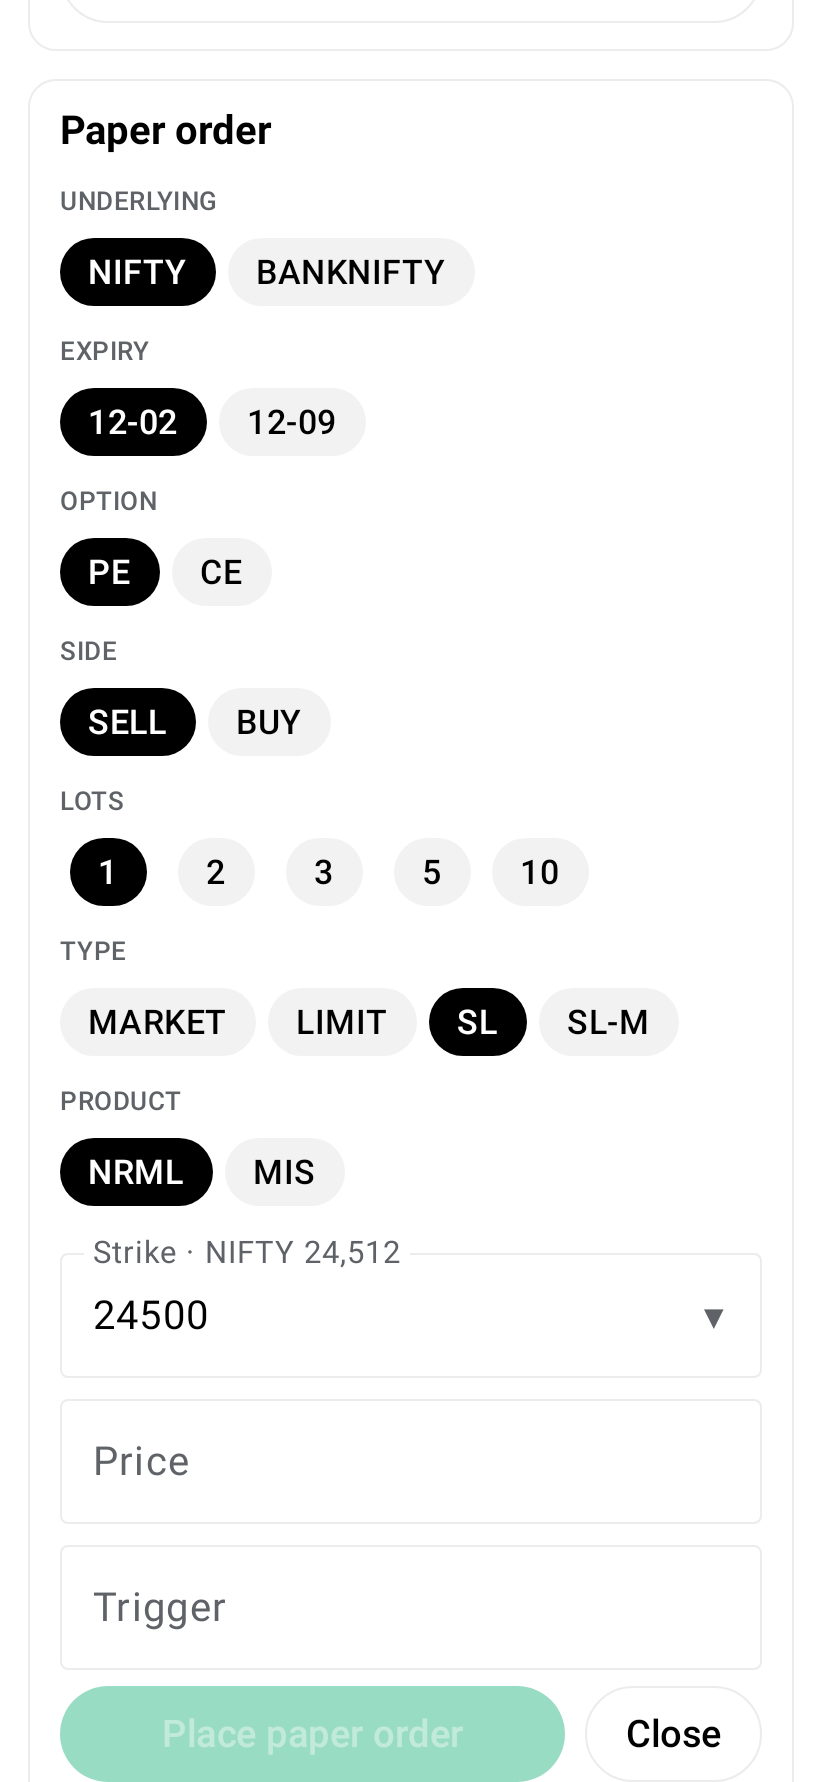 Paper order
UNDERLYING
NIFTY BANKNIFTY
EXPIRY
12-02 12-09
OPTION
PE CE
SIDE
SELL BUY
LOTS
1 2 3 5 10
TYPE
MARKET LIMIT SL SL-M
PRODUCT
NRML MIS
Strike · NIFTY 24,512
24500 ▼
Price
Trigger
Place paper order Close